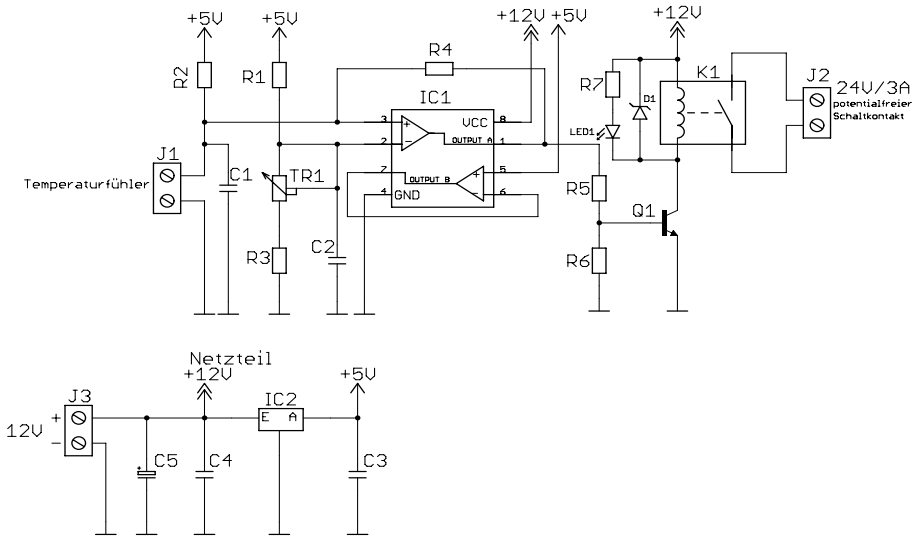 +5V +5V +12V +5V +12V
R2 R1 R4 R7 K1 J2
24V/3A
potentialfreier
Schaltkontakt
IC1 D1
3 + VCC 8
LED1
2 - OUTPUT A 1
J1
Temperaturfühler
C1 TR1
7 OUTPUT B + 5
4 GND - 6
R5 Q1
R3 C2 R6
Netzteil
+12V +5V
J3 IC2
E A
+
12V
-
+
C5 C4 C3